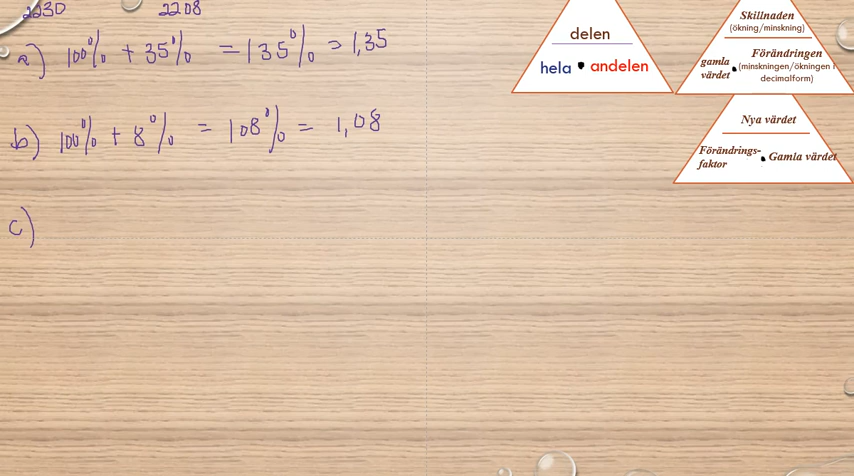 2230 2208
a) 100% + 35% = 135% = 1,35
b) 100% + 8% = 108% = 1,08
c)
delen
hela • andelen
Skillnaden
(ökning/minskning)
gamla värdet • Förändringen
(minskningen/ökningen i decimalform)
Nya värdet
Förändrings-
faktor • Gamla värdet